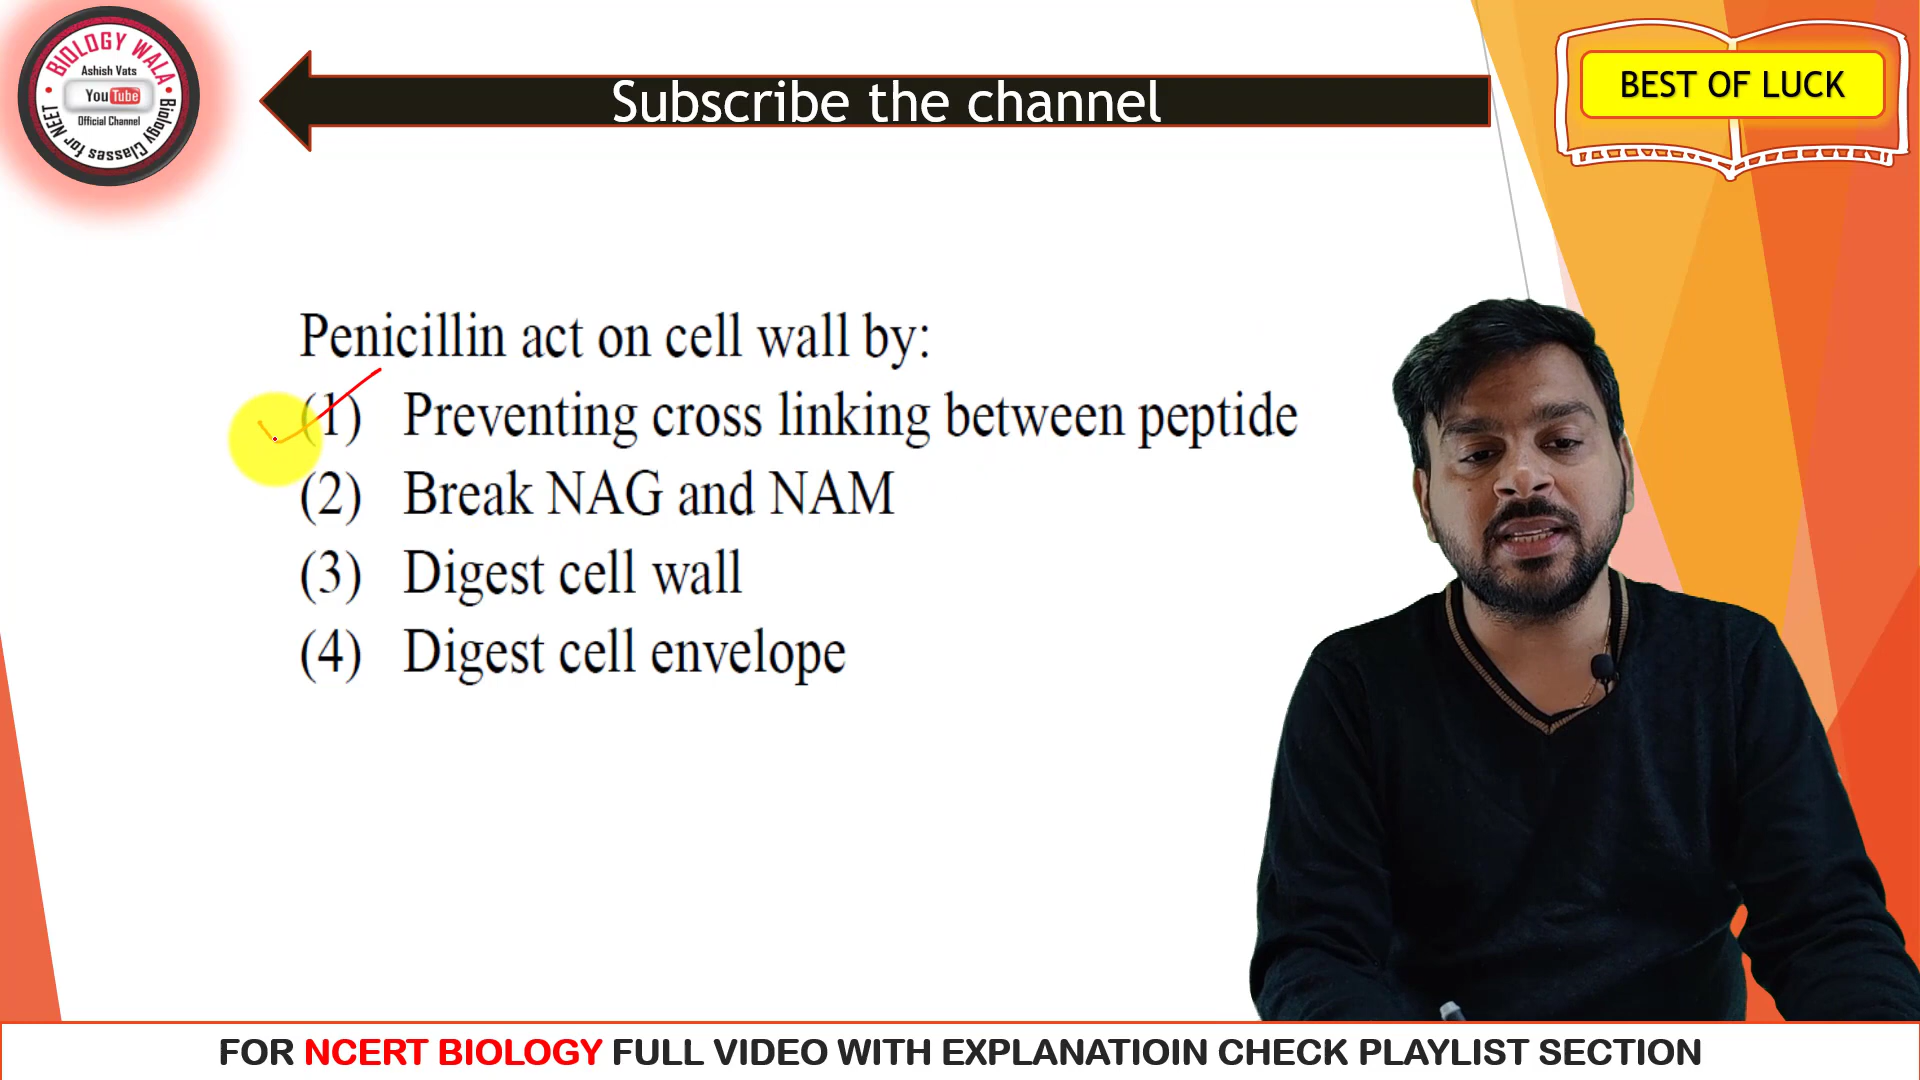 BIOLOGY WALA
Ashish Vats
YouTube
Official Channel
Biology Classes for NEET
Subscribe the channel
BEST OF LUCK
Penicillin act on cell wall by:
(1) Preventing cross linking between peptide
(2) Break NAG and NAM
(3) Digest cell wall
(4) Digest cell envelope
FOR NCERT BIOLOGY FULL VIDEO WITH EXPLANATIOIN CHECK PLAYLIST SECTION